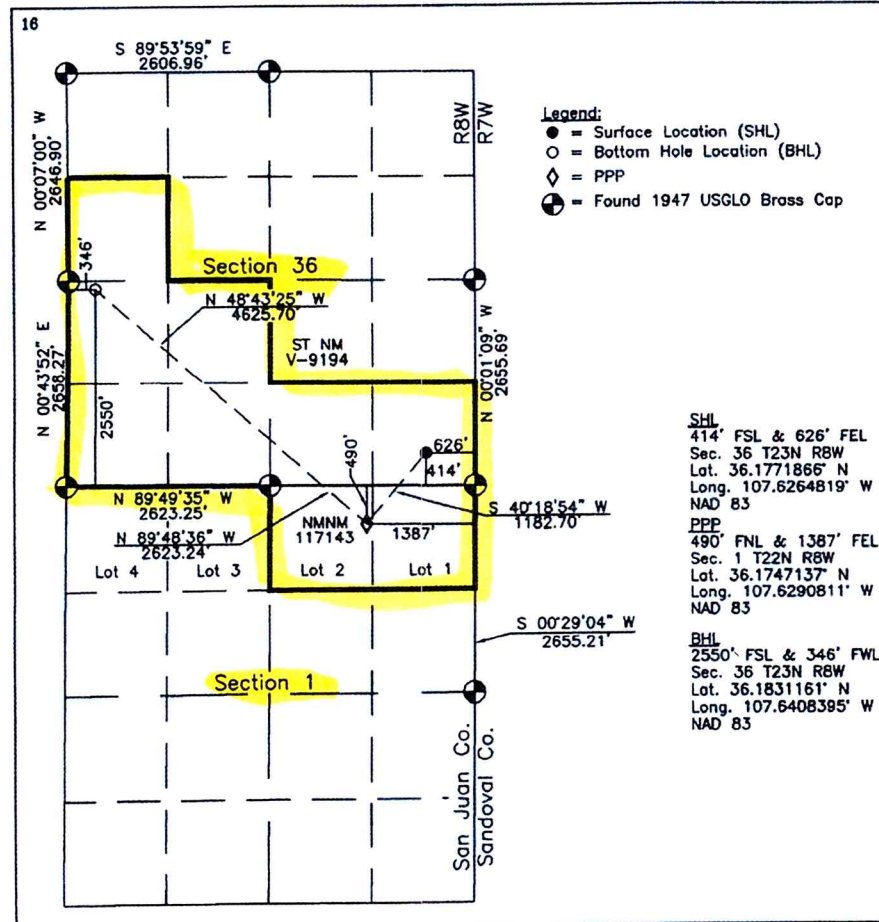 16
S 89°53'59" E
2606.96'
R8W
R7W
Legend:
● = Surface Location (SHL)
○ = Bottom Hole Location (BHL)
◊ = PPP
= Found 1947 USGLO Brass Cap
N 00°07'00" W
2646.90'
346'
Section 36
N 48°43'25" W
4625.70'
ST NM
V-9194
N 00°01'09" W
2655.69'
N 00°43'52" E
2658.27'
2550'
490'
626'
414'
N 89°49'35" W
2623.25'
S 40°18'54" W
1182.70'
N 89°48'36" W
2623.24'
NMNM
117143
1387'
Lot 4
Lot 3
Lot 2
Lot 1
S 00°29'04" W
2655.21'
Section 1
San Juan Co.
Sandoval Co.
SHL
414' FSL & 626' FEL
Sec. 36 T23N R8W
Lat. 36.1771866° N
Long. 107.6264819° W
NAD 83
PPP
490' FNL & 1387' FEL
Sec. 1 T22N R8W
Lat. 36.1747137° N
Long. 107.6290811° W
NAD 83
BHL
2550' FSL & 346' FWL
Sec. 36 T23N R8W
Lat. 36.1831161° N
Long. 107.6408395° W
NAD 83